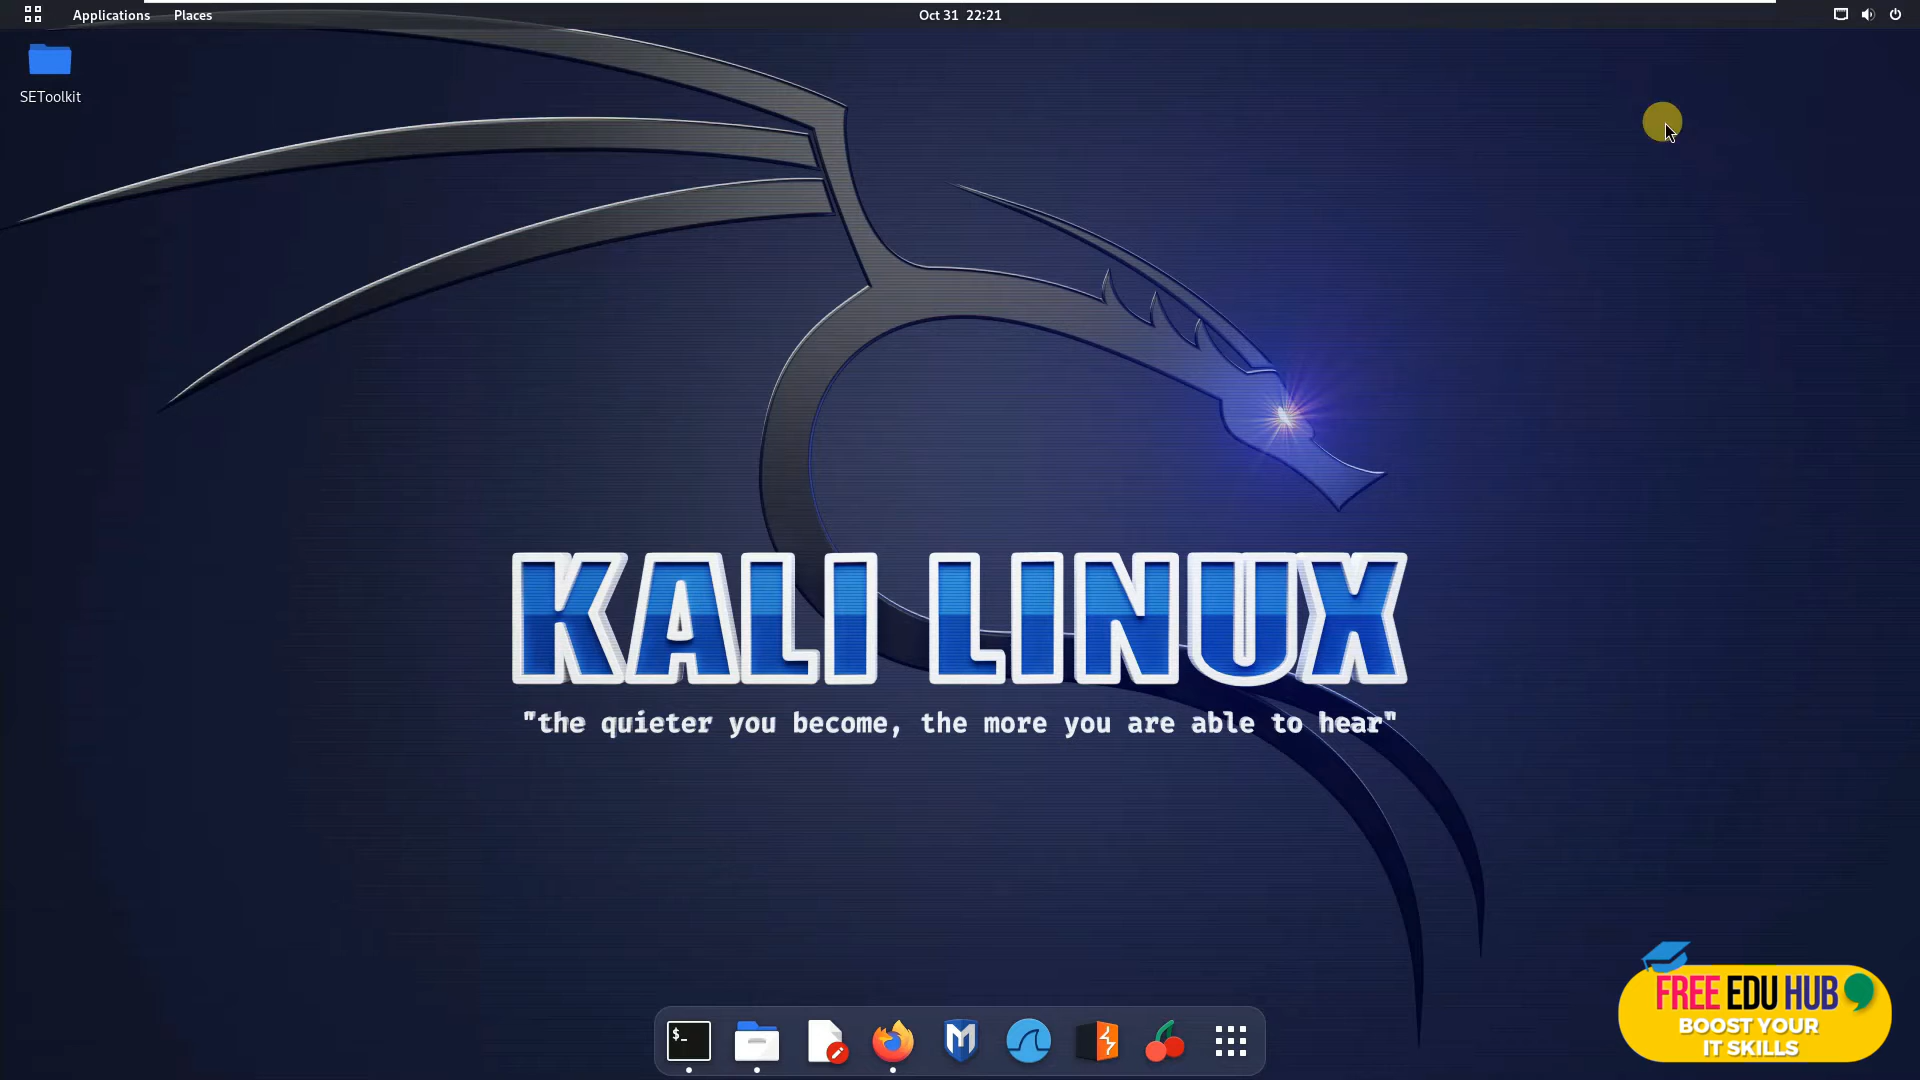 Applications Places Oct 31 22:21
SEToolkit
KALI LINUX
"the quieter you become, the more you are able to hear"
$_
M
FREE EDU HUB
BOOST YOUR
IT SKILLS